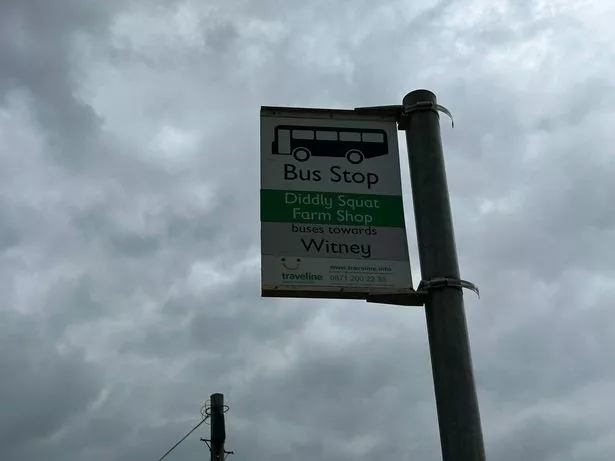 Bus Stop
Diddly Squat
Farm Shop
buses towards
Witney
traveline
www.traveline.info
0871 200 22 33